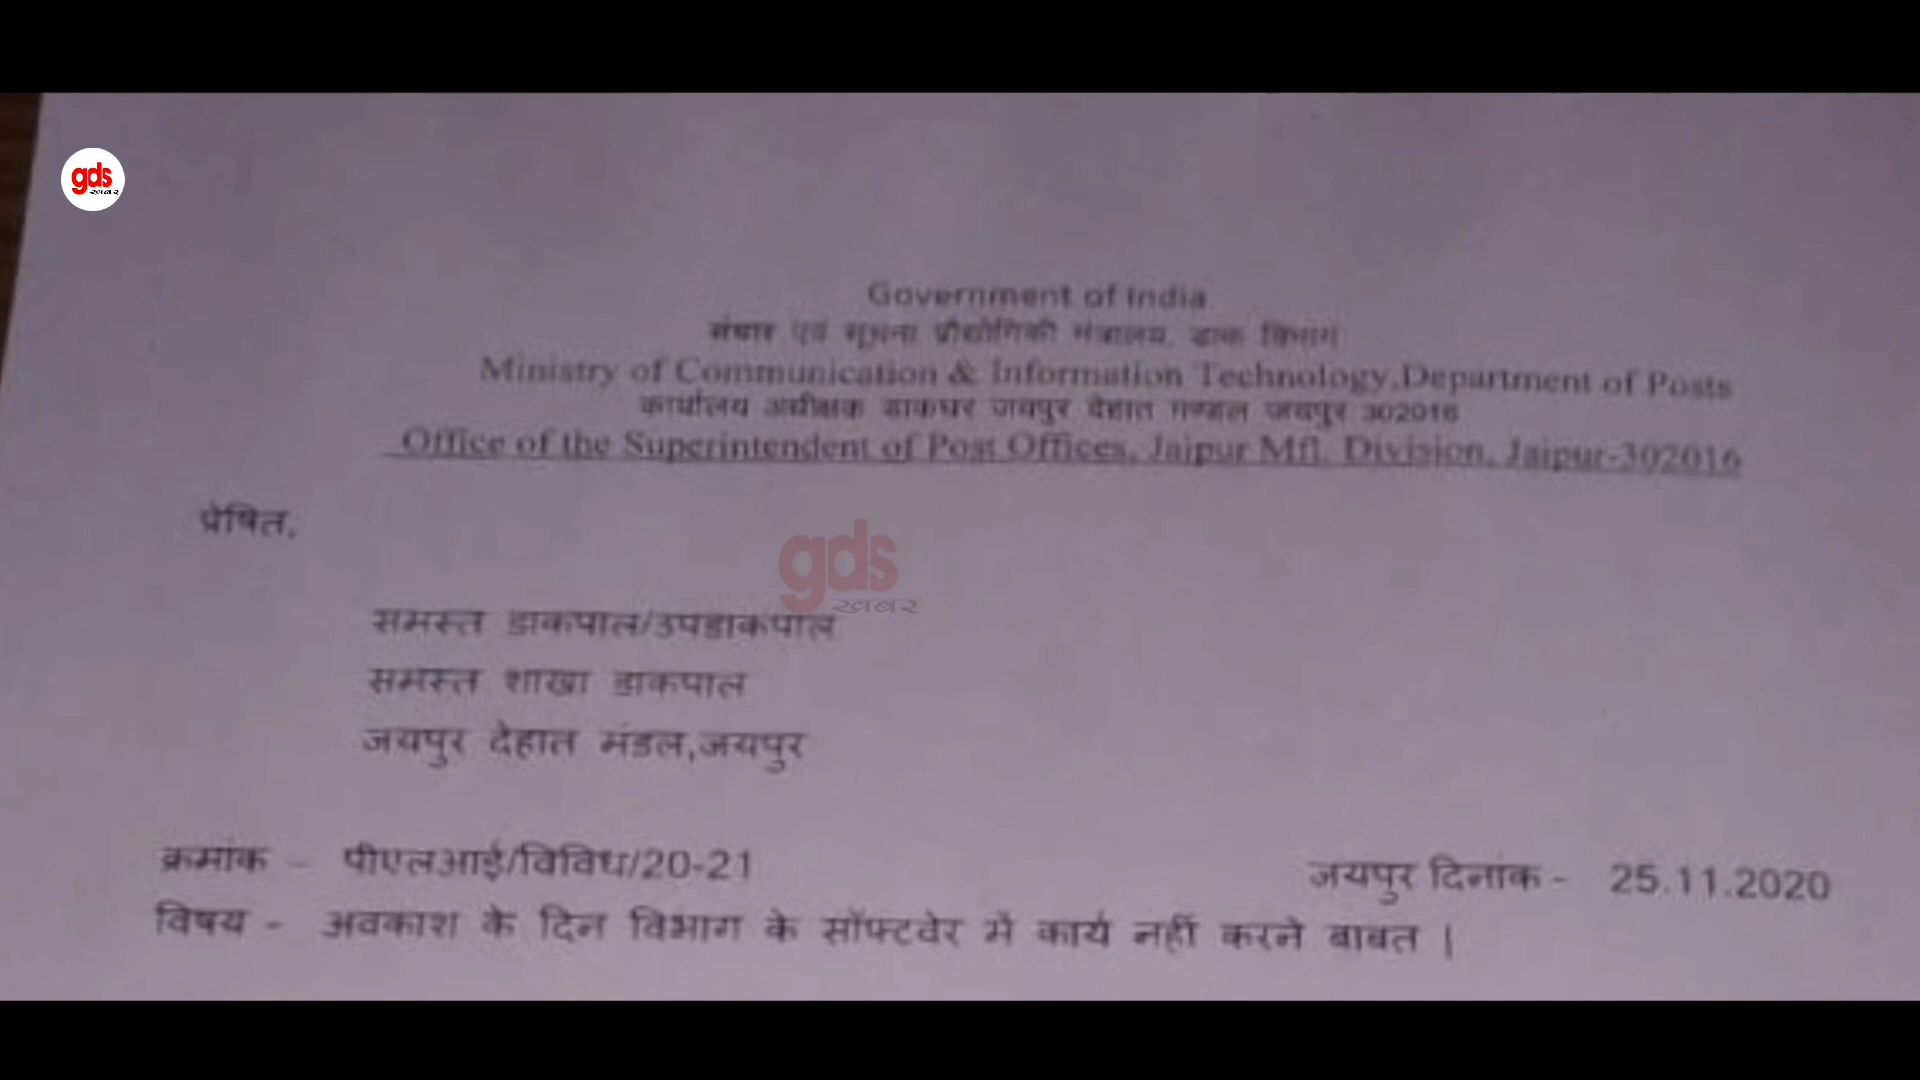 gds
खबर
Government of India
संचार एवं सूचना प्रौद्योगिकी मंत्रालय, डाक विभाग
Ministry of Communication & Information Technology,Department of Posts
कार्यालय अधीक्षक डाकघर जयपुर देहात मण्डल जयपुर 302016
Office of the Superintendent of Post Offices, Jaipur Mfl. Division, Jaipur-302016
प्रेषित,
gds
खबर
समस्त डाकपाल/उपडाकपाल
समस्त शाखा डाकपाल
जयपुर देहात मंडल,जयपुर
क्रमांक – पीएलआई/विविध/20-21 जयपुर दिनांक - 25.11.2020
विषय - अवकाश के दिन विभाग के सॉफ्टवेर में कार्य नहीं करने बाबत |